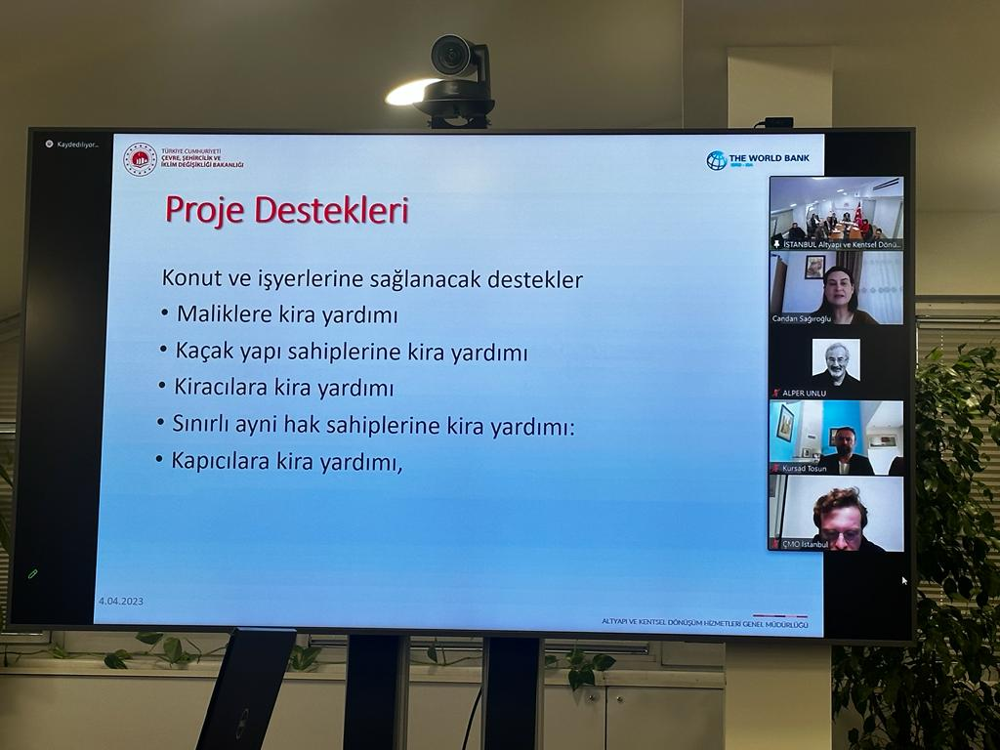 Kaydediliyor...
TÜRKİYE CUMHURİYETİ
ÇEVRE, ŞEHİRCİLİK VE
İKLİM DEĞİŞİKLİĞİ BAKANLIĞI
THE WORLD BANK
IBRD • IDA
Proje Destekleri
Konut ve işyerlerine sağlanacak destekler
• Maliklere kira yardımı
• Kaçak yapı sahiplerine kira yardımı
• Kiracılara kira yardımı
• Sınırlı ayni hak sahiplerine kira yardımı:
• Kapıcılara kira yardımı,
4.04.2023
ALTYAPI VE KENTSEL DÖNÜŞÜM HİZMETLERİ GENEL MÜDÜRLÜĞÜ
İSTANBUL Altyapı ve Kentsel Dönü...
Candan Sağıroğlu
ALPER UNLU
Kursad Tosun
ÇMO İstanbul